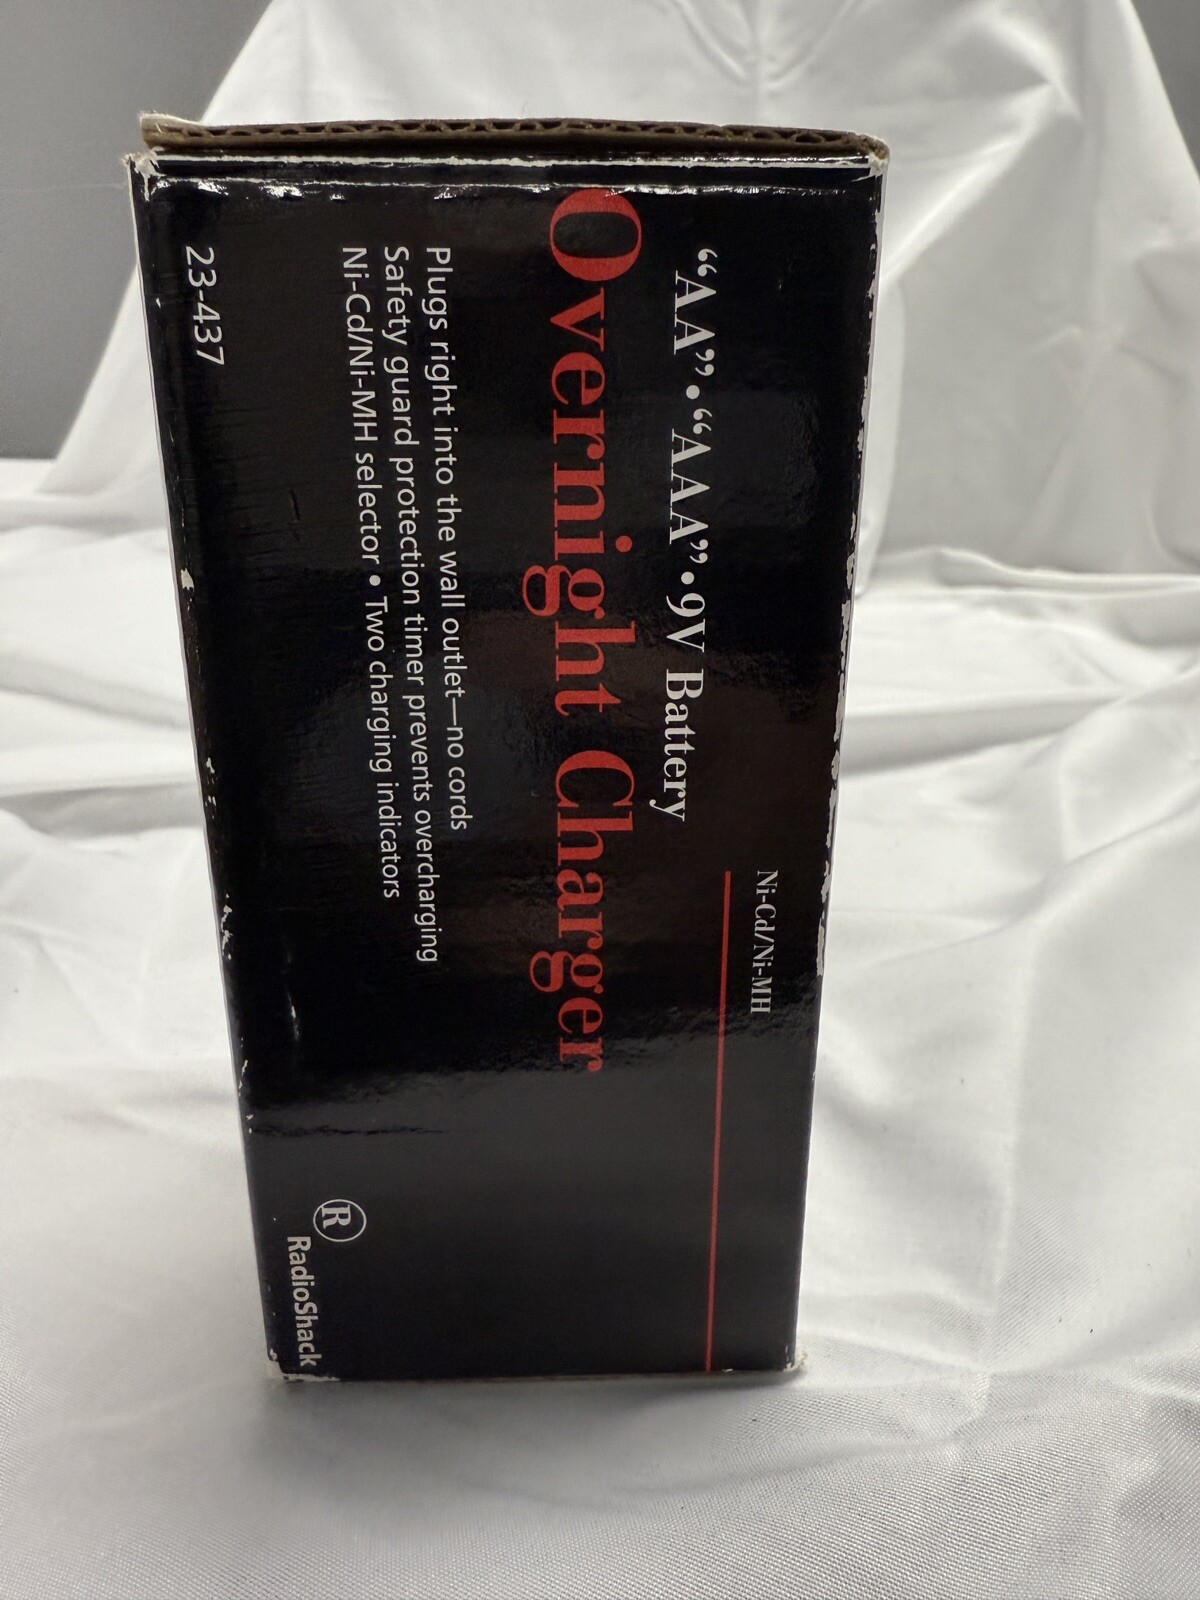 Ni-Cd/Ni-MH
“AA”•“AAA”•9V Battery
Overnight Charger
Plugs right into the wall outlet—no cords
Safety guard protection timer prevents overcharging
Ni-Cd/Ni-MH selector • Two charging indicators
R RadioShack
23-437